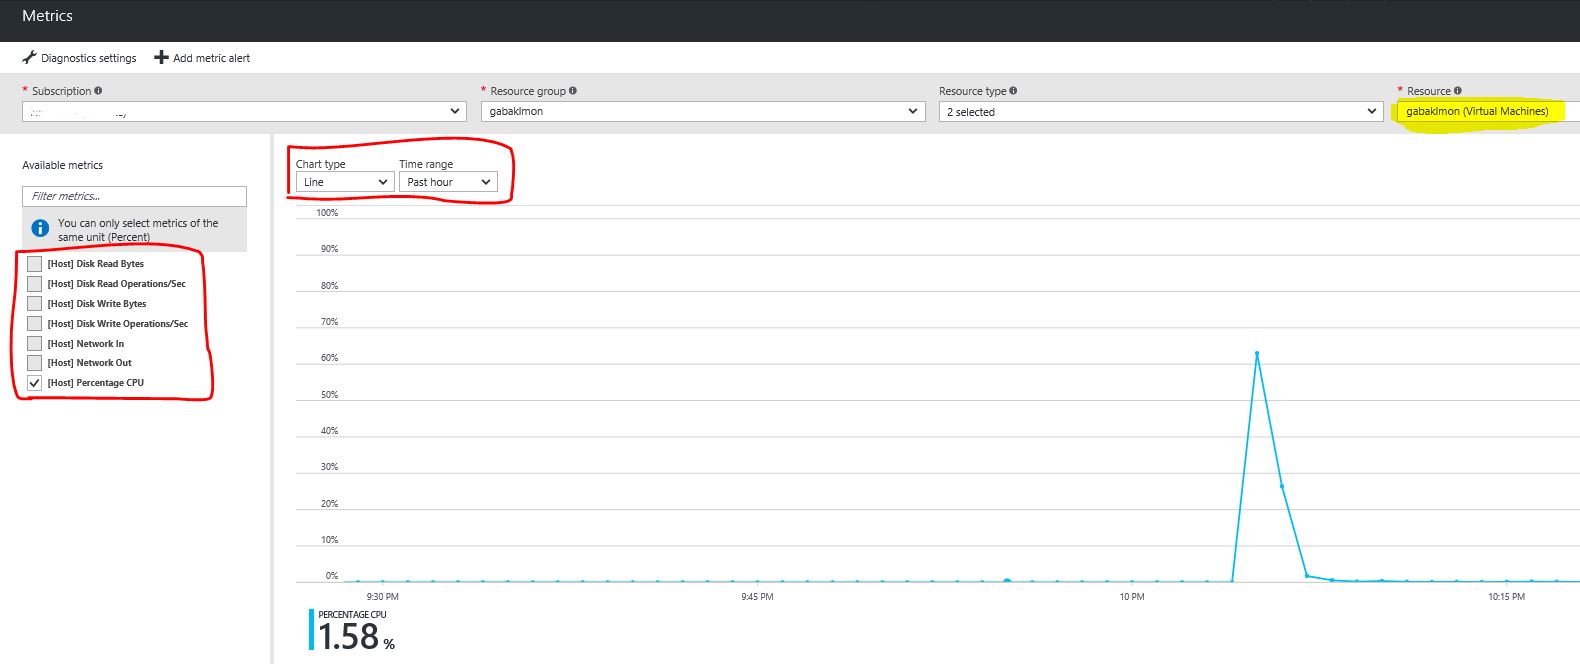 Metrics
Diagnostics settings Add metric alert
* Subscription * Resource group Resource type * Resource
gabaklmon 2 selected gabaklmon (Virtual Machines)
Available metrics
Filter metrics...
You can only select metrics of the
same unit (Percent)
[Host] Disk Read Bytes
[Host] Disk Read Operations/Sec
[Host] Disk Write Bytes
[Host] Disk Write Operations/Sec
[Host] Network In
[Host] Network Out
[Host] Percentage CPU
Chart type Time range
Line Past hour
100%
90%
80%
70%
60%
50%
40%
30%
20%
10%
0%
9:30 PM 9:45 PM 10 PM 10:15 PM
PERCENTAGE CPU
1.58 %